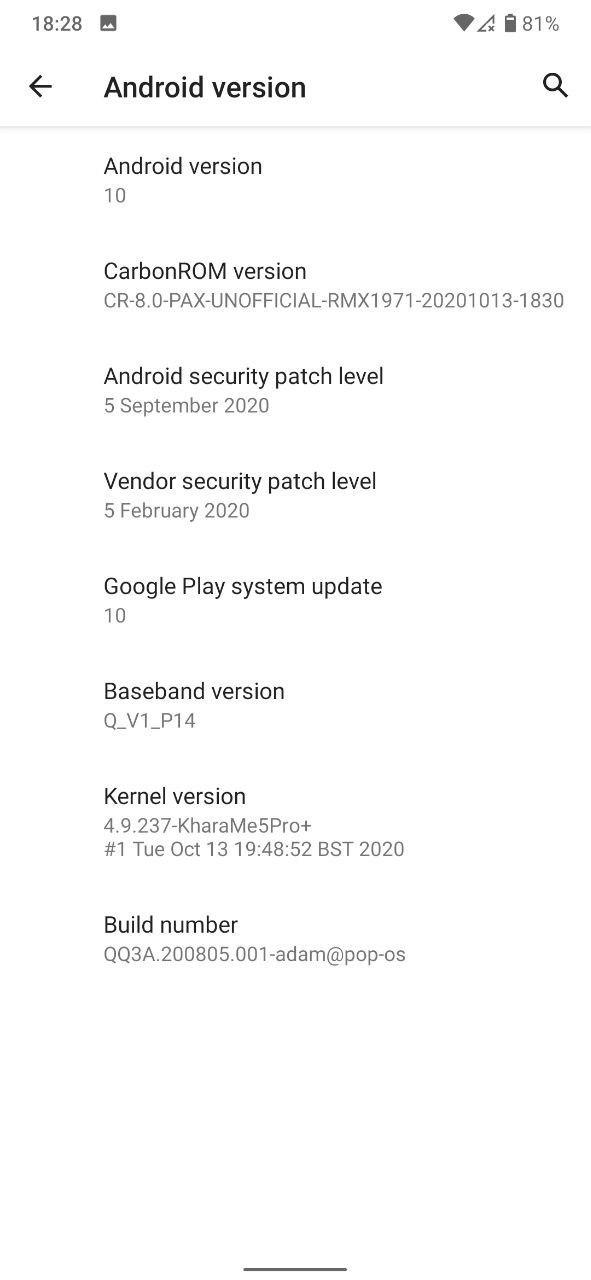 18:28 81%
Android version
Android version
10
CarbonROM version
CR-8.0-PAX-UNOFFICIAL-RMX1971-20201013-1830
Android security patch level
5 September 2020
Vendor security patch level
5 February 2020
Google Play system update
10
Baseband version
Q_V1_P14
Kernel version
4.9.237-KharaMe5Pro+
#1 Tue Oct 13 19:48:52 BST 2020
Build number
QQ3A.200805.001-adam@pop-os